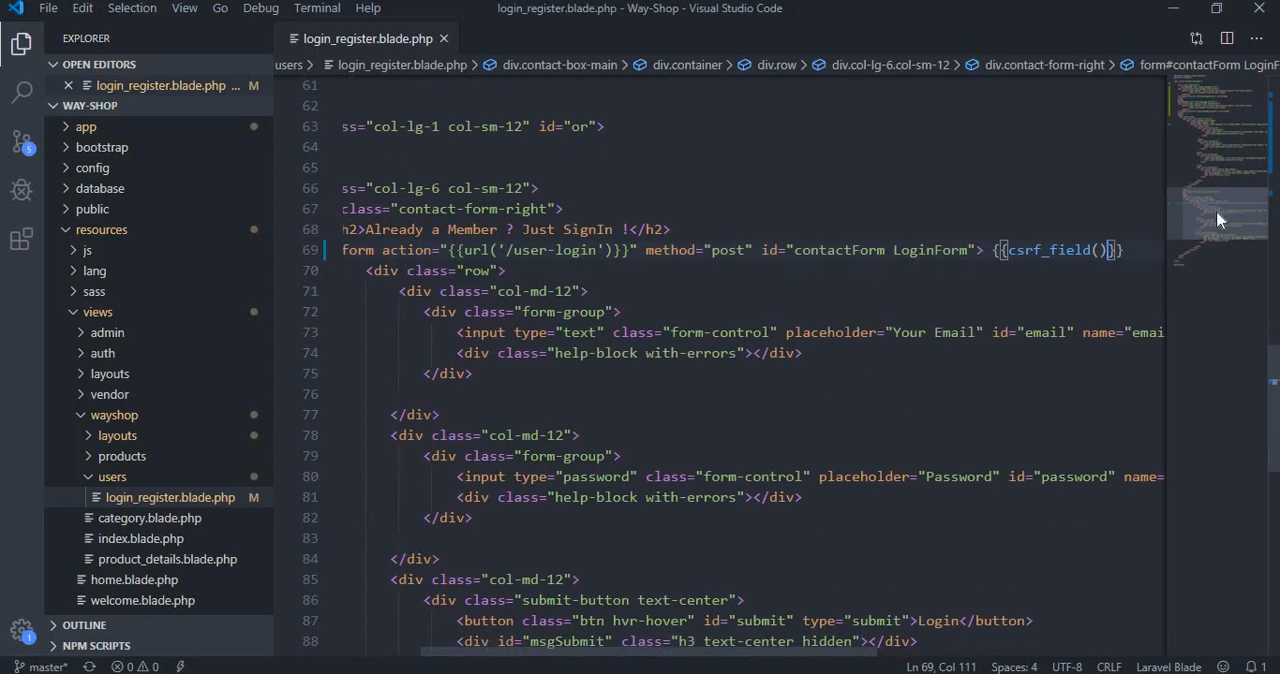 File Edit Selection View Go Debug Terminal Help login_register.blade.php - Way-Shop - Visual Studio Code
EXPLORER
login_register.blade.php
OPEN EDITORS
users > login_register.blade.php > div.contact-box-main > div.container > div.row > div.col-lg-6.col-sm-12 > div.contact-form-right > form#contactForm LoginF
login_register.blade.php ... M
WAY-SHOP
app
bootstrap
config
database
public
resources
js
lang
sass
views
admin
auth
layouts
vendor
wayshop
layouts
products
users
login_register.blade.php M
category.blade.php
index.blade.php
product_details.blade.php
home.blade.php
welcome.blade.php
OUTLINE
NPM SCRIPTS
61
62
63 ss="col-lg-1 col-sm-12" id="or">
64
65
66 ss="col-lg-6 col-sm-12">
67 class="contact-form-right">
68 h2>Already a Member ? Just SignIn !</h2>
69 form action="{{url('/user-login')}}" method="post" id="contactForm LoginForm"> {{csrf_field()}}
70 <div class="row">
71 <div class="col-md-12">
72 <div class="form-group">
73 <input type="text" class="form-control" placeholder="Your Email" id="email" name="emai
74 <div class="help-block with-errors"></div>
75 </div>
76
77 </div>
78 <div class="col-md-12">
79 <div class="form-group">
80 <input type="password" class="form-control" placeholder="Password" id="password" name=
81 <div class="help-block with-errors"></div>
82 </div>
83
84 </div>
85 <div class="col-md-12">
86 <div class="submit-button text-center">
87 <button class="btn hvr-hover" id="submit" type="submit">Login</button>
88 <div id="msgSubmit" class="h3 text-center hidden"></div>
5
1
master* 0 0 Ln 69, Col 111 Spaces: 4 UTF-8 CRLF Laravel Blade 1